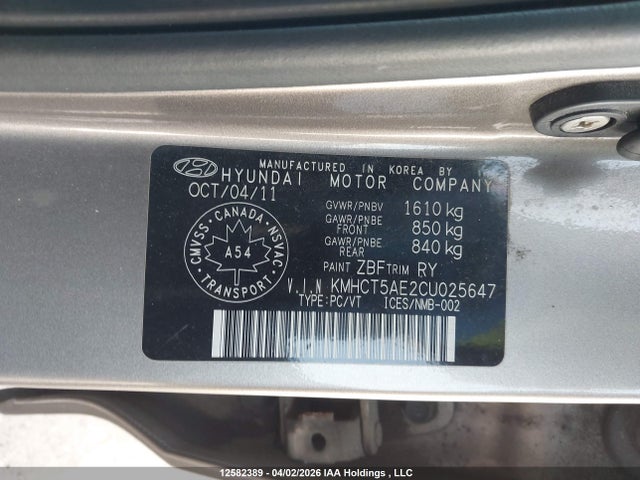 MANUFACTURED IN KOREA BY
HYUNDAI MOTOR COMPANY
OCT/04/11
GVWR/PNBV 1610 kg
GAWR/PNBE FRONT 850 kg
GAWR/PNBE REAR 840 kg
CMVSS · CANADA · NSVAC
A54
TRANSPORT
PAINT ZBF TRIM RY
V.I.N KMHCT5AE2CU025647
TYPE:PC/VT ICES/NMB-002
12582389 - 04/02/2026 IAA Holdings , LLC